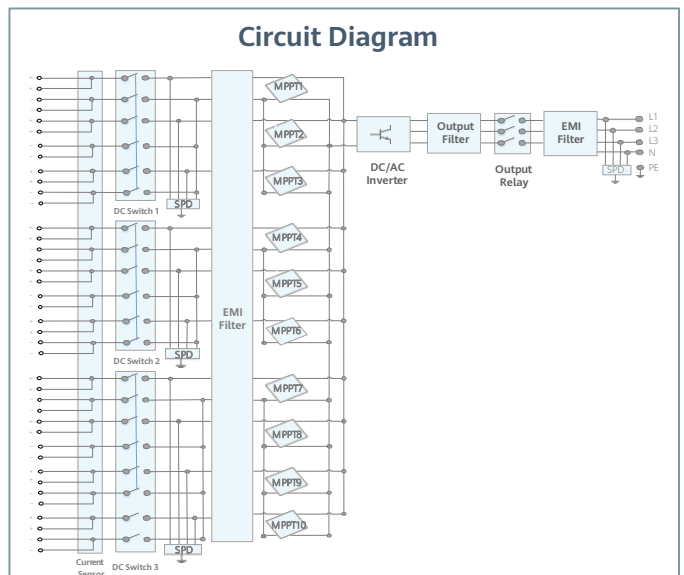 Circuit Diagram
MPPT1
MPPT2
MPPT3
SPD
DC Switch 1
MPPT4
MPPT5
MPPT6
SPD
DC Switch 2
EMI
Filter
MPPT7
MPPT8
MPPT9
MPPT10
SPD
DC Switch 3
Current
Sensor
DC/AC
Inverter
Output
Filter
Output
Relay
EMI
Filter
L1
L2
L3
N
SPD
PE